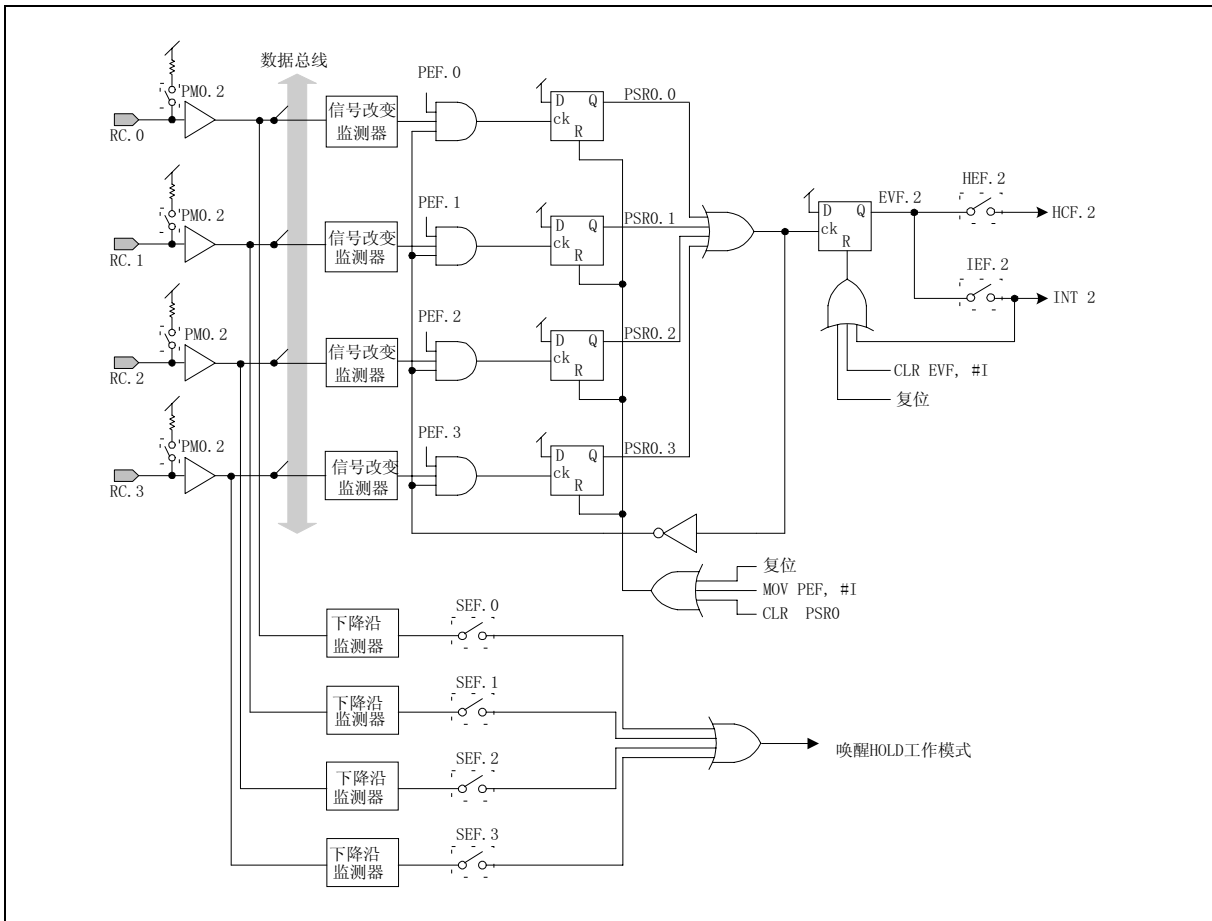 数据总线
PM0.2
RC.0
信号改变
监测器
PEF.0
D
Q
ck
R
PSR0.0
PM0.2
RC.1
信号改变
监测器
PEF.1
D
Q
ck
R
PSR0.1
D
Q
ck
R
EVF.2
HEF.2
HCF.2
IEF.2
INT 2
PM0.2
RC.2
信号改变
监测器
PEF.2
D
Q
ck
R
PSR0.2
CLR EVF, #I
复位
PM0.2
RC.3
信号改变
监测器
PEF.3
D
Q
ck
R
PSR0.3
复位
MOV PEF, #I
CLR PSR0
下降沿
监测器
SEF.0
下降沿
监测器
SEF.1
下降沿
监测器
SEF.2
下降沿
监测器
SEF.3
唤醒HOLD工作模式